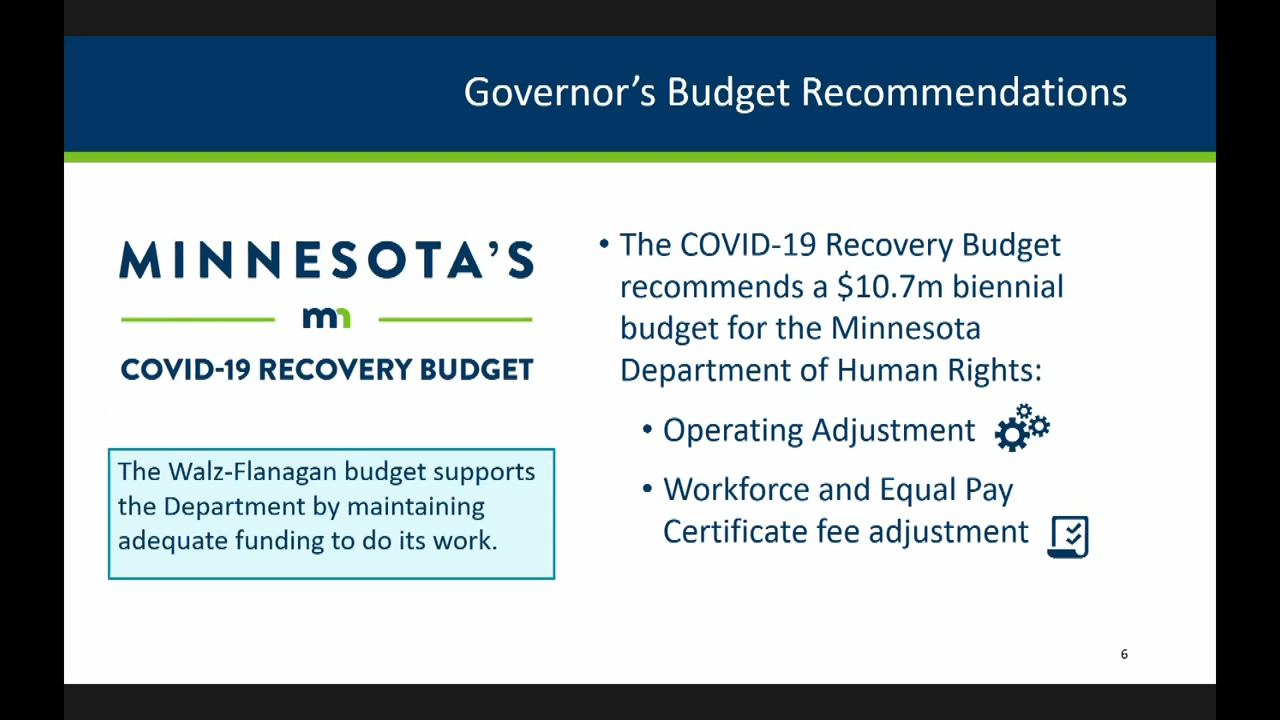 Governor's Budget Recommendations
MINNESOTA'S
mn
COVID-19 RECOVERY BUDGET
The Walz-Flanagan budget supports
the Department by maintaining
adequate funding to do its work.
• The COVID-19 Recovery Budget
recommends a $10.7m biennial
budget for the Minnesota
Department of Human Rights:
• Operating Adjustment
• Workforce and Equal Pay
Certificate fee adjustment
6